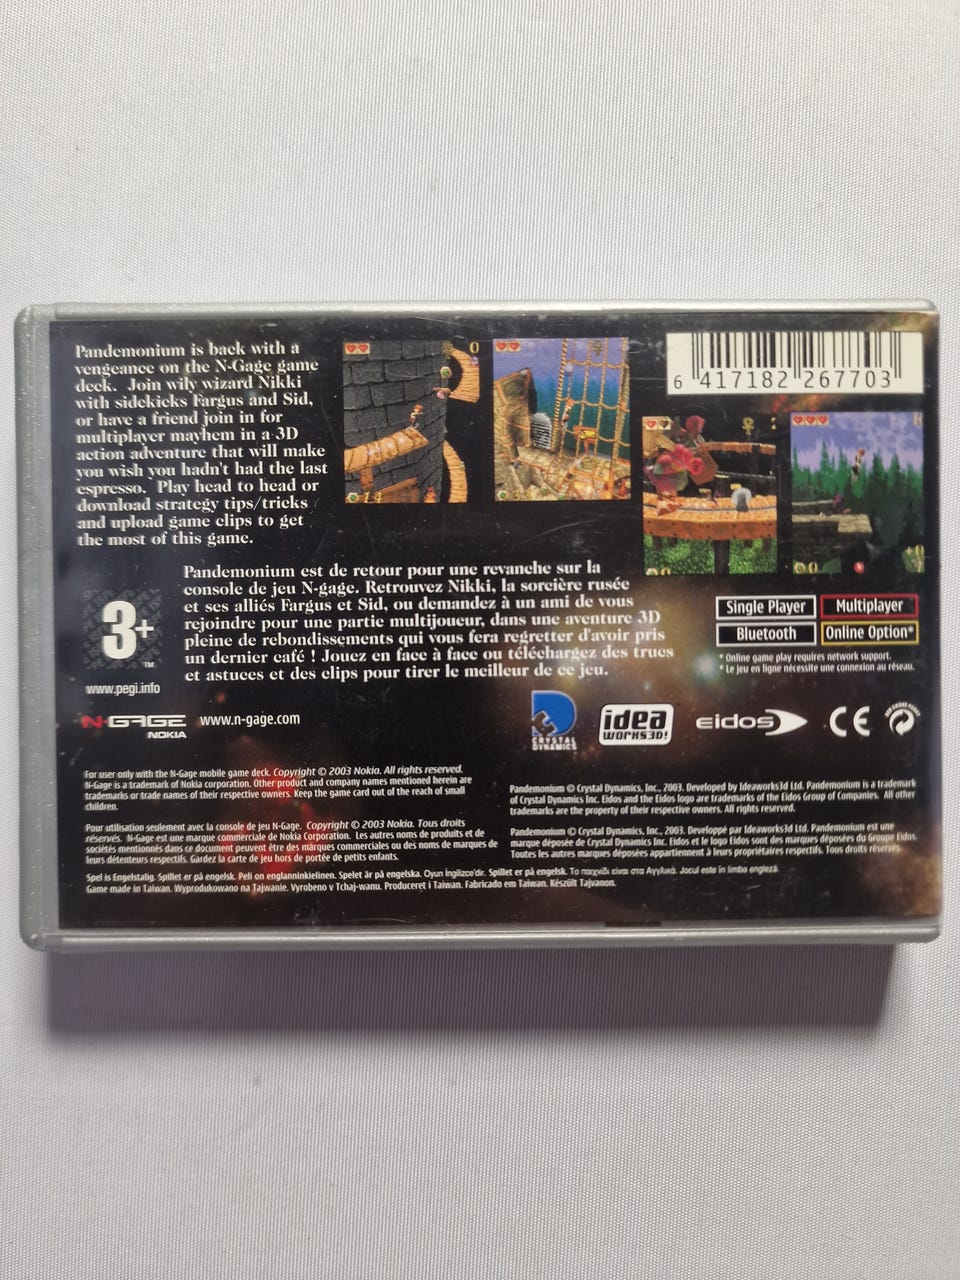 Pandemonium is back with a
vengeance on the N-Gage game
deck. Join wily wizard Nikki
with sidekicks Fargus and Sid,
or have a friend join in for
multiplayer mayhem in a 3D
action adventure that will make
you wish you hadn't had the last
espresso. Play head to head or
download strategy tips/tricks
and upload game clips to get
the most of this game.
0
14
6 417182 267703
0
+0
Pandemonium est de retour pour une revanche sur la
console de jeu N-gage. Retrouvez Nikki, la sorcière rusée
et ses alliés Fargus et Sid, ou demandez à un ami de vous
rejoindre pour une partie multijoueur, dans une aventure 3D
pleine de rebondissements qui vous fera regretter d'avoir pris
un dernier café ! Jouez en face à face ou téléchargez des trucs
et astuces et des clips pour tirer le meilleur de ce jeu.
3+
TM
www.pegi.info
Single Player
Multiplayer
Bluetooth
Online Option*
* Online game play requires network support.
* Le jeu en ligne nécessite une connexion au réseau.
N-GAGE
NOKIA
www.n-gage.com
CRYSTAL
DYNAMICS
idea
WORKS3D!
eidos
CE
For user only with the N-Gage mobile game deck. Copyright © 2003 Nokia. All rights reserved.
N-Gage is a trademark of Nokia corporation. Other product and company names mentioned herein are
trademarks or trade names of their respective owners. Keep the game card out of the reach of small
children.
Pour utilisation seulement avec la console de jeu N-Gage. Copyright © 2003 Nokia. Tous droits
réservés. N-Gage est une marque commerciale de Nokia Corporation. Les autres noms de produits et de
sociétés mentionnés dans ce document peuvent être des marques commerciales ou des noms de marques de
leurs détenteurs respectifs. Gardez la carte de jeu hors de portée de petits enfants.
Pandemonium © Crystal Dynamics, Inc., 2003. Developed by Ideaworks3d Ltd. Pandemonium is a trademark
of Crystal Dynamics Inc. Eidos and the Eidos logo are trademarks of the Eidos Group of Companies. All other
trademarks are the property of their respective owners. All rights reserved.
Pandemonium © Crystal Dynamics, Inc., 2003. Developpé par Ideaworks3d Ltd. Pandemonium est une
marque déposée de Crystal Dynamics Inc. Eidos et le logo Eidos sont des marques déposées du Groupe Eidos.
Toutes les autres marques déposées appartiennent à leurs propriétaires respectifs. Tous droits réservés.
Spel is Engelstalig. Spillet er på engelsk. Peli on englanninkielinen. Spelet är på engelska. Oyun İngilizce'dir. Spillet er på engelsk. Το παιχνίδι είναι στα Αγγλικά. Jocul este în limba engleză.
Game made in Taiwan. Wyprodukowano na Tajwanie. Vyrobeno v Tchaj-wanu. Produceret i Taiwan. Fabricado em Taiwan. Készült Tajvanon.